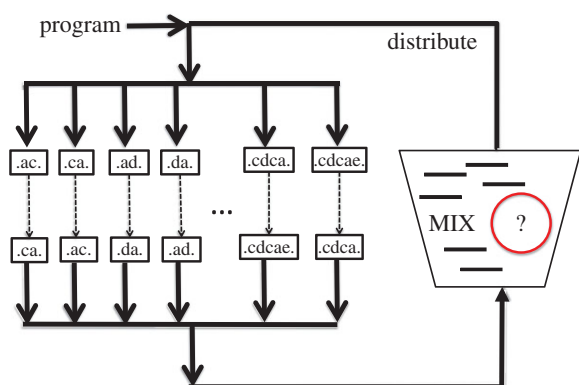 program
distribute
.ac. .ca. .ad. .da. .cdca. .cdcae.
...
MIX ?
.ca. .ac. .da. .ad. .cdcae. .cdca.